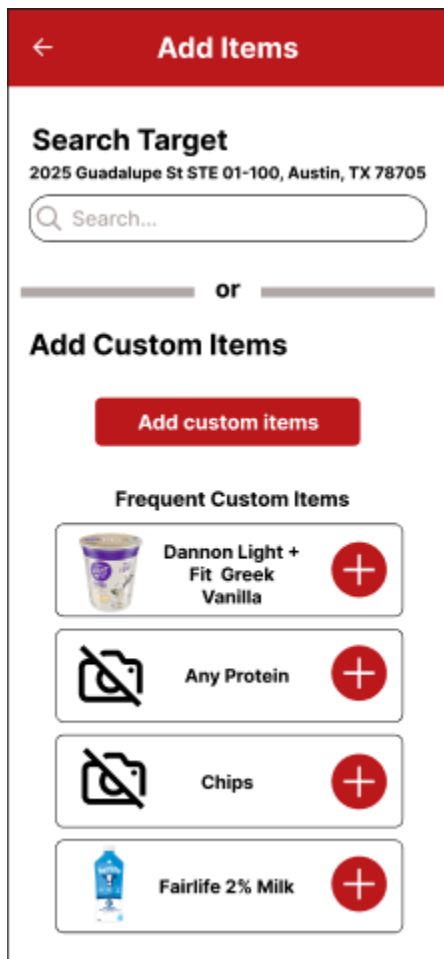 Add Items
Search Target
2025 Guadalupe St STE 01-100, Austin, TX 78705
Search...
or
Add Custom Items
Add custom items
Frequent Custom Items
Dannon Light +
Fit Greek
Vanilla
Any Protein
Chips
Fairlife 2% Milk